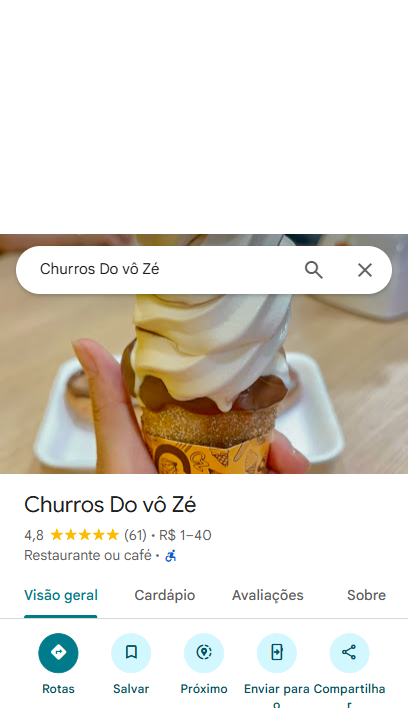 Churros Do vô Zé
Churros Do vô Zé
4,8 (61) • R$ 1–40
Restaurante ou café •
Visão geral Cardápio Avaliações Sobre
Rotas Salvar Próximo Enviar para o Compartilhar